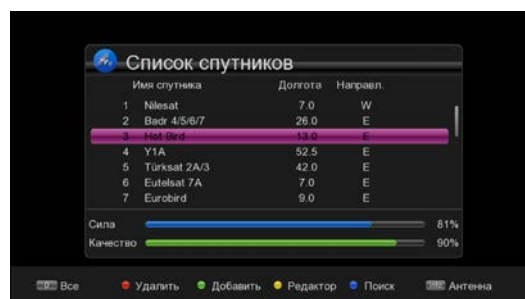 Список спутников
Имя спутника Долгота Направл.
1 Nilesat 7.0 W
2 Badr 4/5/6/7 26.0 E
3 Hot Bird 13.0 E
4 Y1A 52.5 E
5 Türksat 2A/3 42.0 E
6 Eutelsat 7A 7.0 E
7 Eurobird 9.0 E
Сила 81%
Качество 90%
0 Все Удалить Добавить Редактор Поиск Антенна